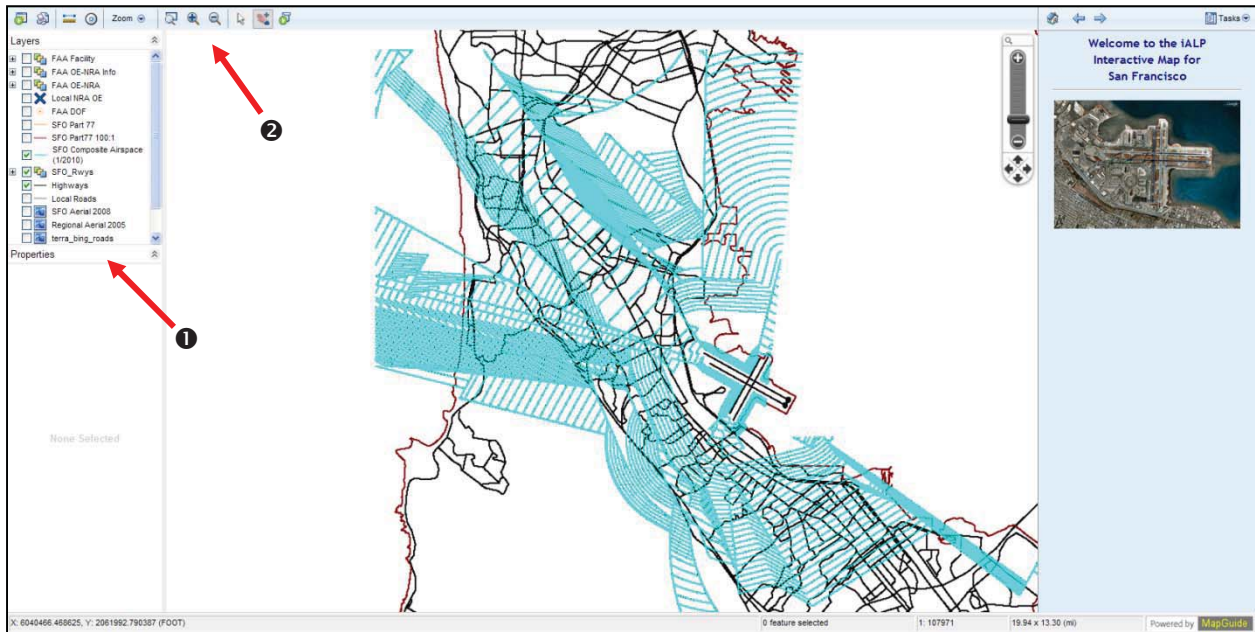 Zoom
Tasks
Layers
FAA Facility
FAA OE-NRA Info
FAA OE-NRA
Local NRA OE
FAA DOF
SFO Part 77
SFO Part77 100:1
SFO Composite Airspace
(1/2010)
SFO_Rwys
Highways
Local Roads
SFO Aerial 2008
Regional Aerial 2005
terra_bing_roads
Properties
None Selected
❷
❶
Welcome to the iALP
Interactive Map for
San Francisco
X: 6040466.468625, Y: 2061992.790387 (FOOT)
0 feature selected
1: 107971
19.94 x 13.30 (mi)
Powered by MapGuide